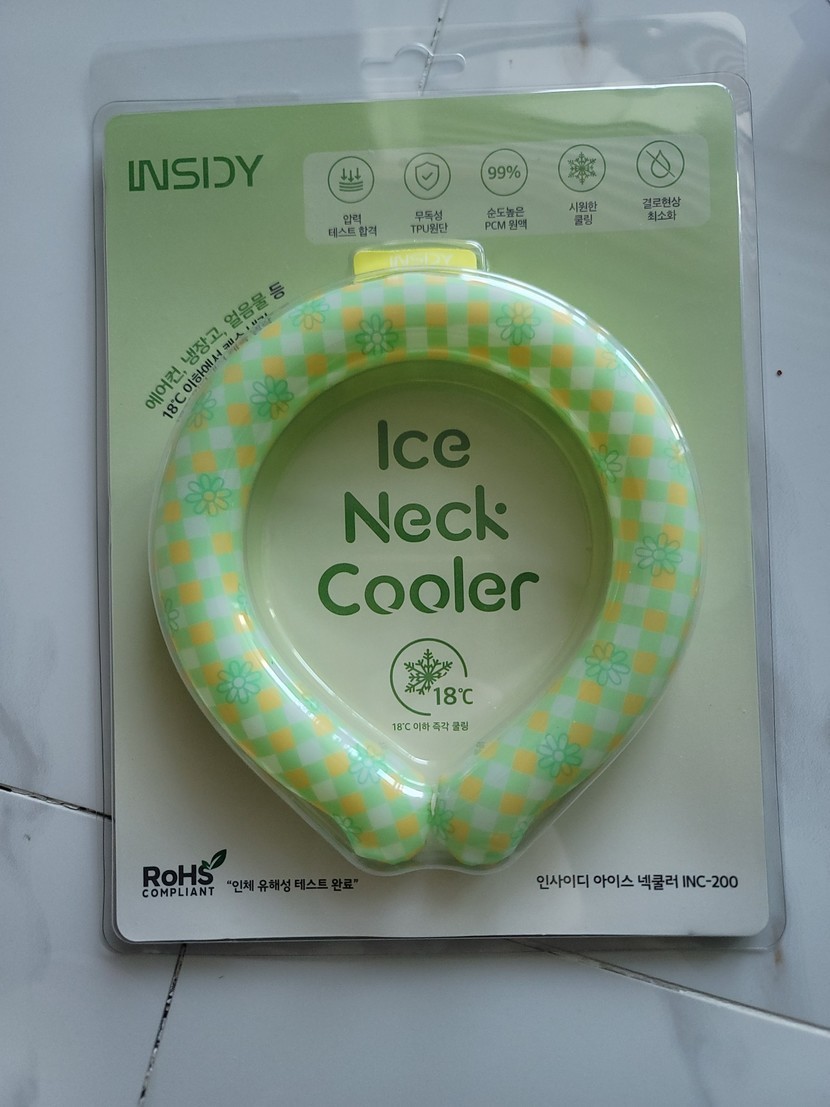 INSIDY
압력
테스트 합격
무독성
TPU원단
99%
순도높은
PCM 원액
시원한
쿨링
결로현상
최소화
INSIDY
에어컨, 냉장고, 얼음물 등
18℃ 이하에서
Ice
Neck
Cooler
18℃
18℃ 이하 즉각 쿨링
RoHS
COMPLIANT
"인체 유해성 테스트 완료"
인사이디 아이스 넥쿨러 INC-200